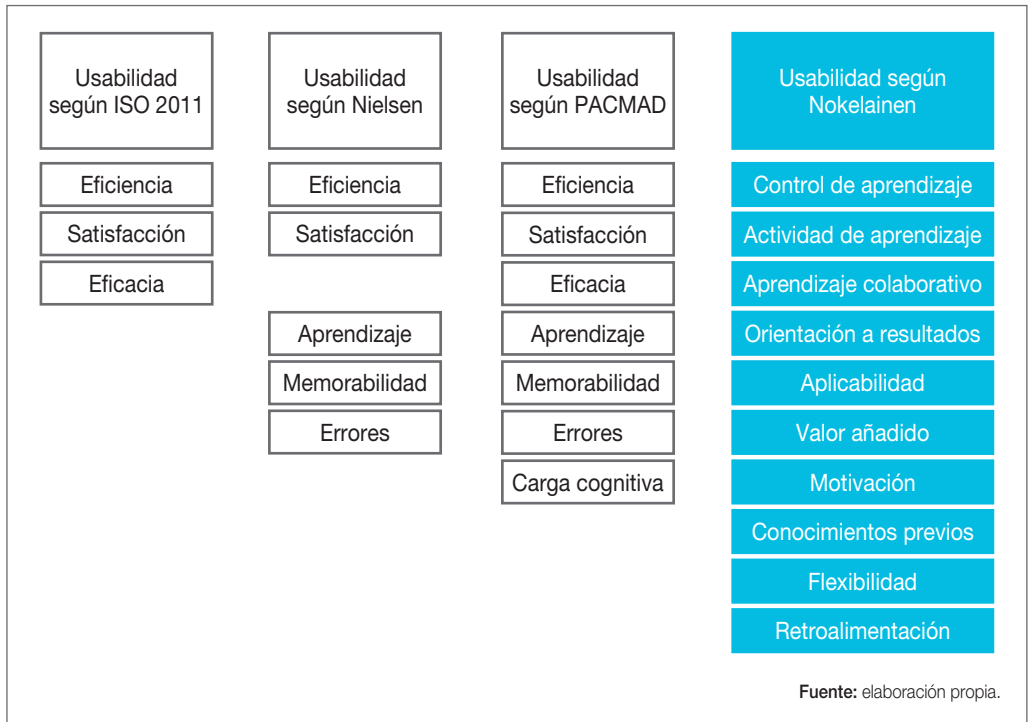 Usabilidad
según ISO 2011
Eficiencia
Satisfacción
Eficacia
Usabilidad
según Nielsen
Eficiencia
Satisfacción
Aprendizaje
Memorabilidad
Errores
Usabilidad
según PACMAD
Eficiencia
Satisfacción
Eficacia
Aprendizaje
Memorabilidad
Errores
Carga cognitiva
Usabilidad según
Nokelainen
Control de aprendizaje
Actividad de aprendizaje
Aprendizaje colaborativo
Orientación a resultados
Aplicabilidad
Valor añadido
Motivación
Conocimientos previos
Flexibilidad
Retroalimentación
Fuente: elaboración propia.